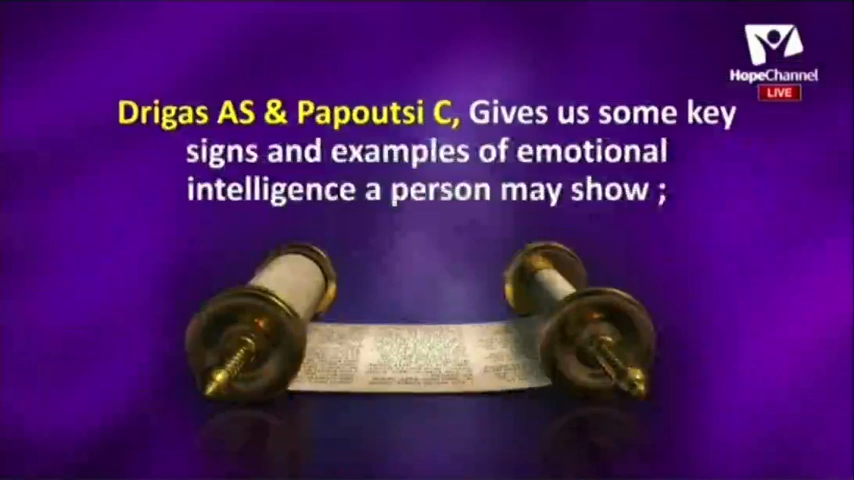 HopeChannel
LIVE
Drigas AS & Papoutsi C, Gives us some key
signs and examples of emotional
intelligence a person may show ;